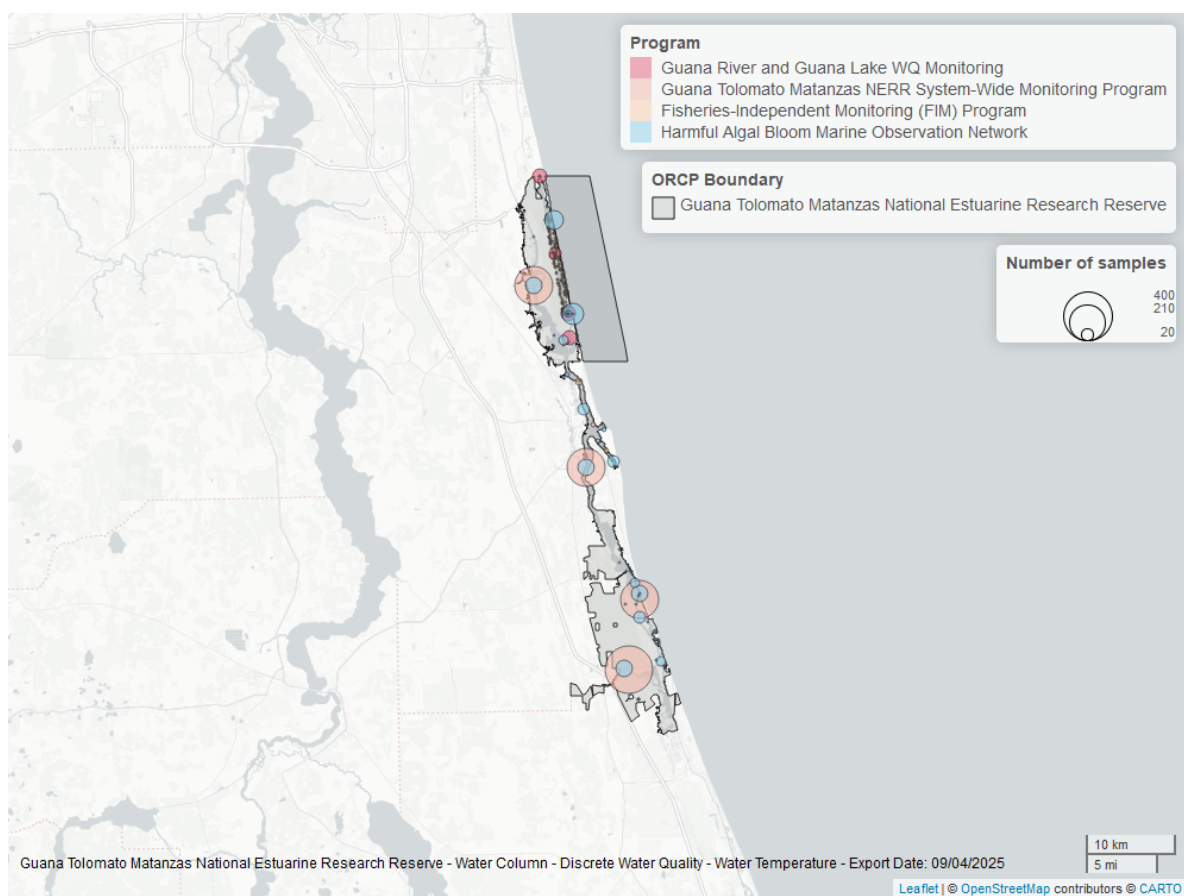 Program
Guana River and Guana Lake WQ Monitoring
Guana Tolomato Matanzas NERR System-Wide Monitoring Program
Fisheries-Independent Monitoring (FIM) Program
Harmful Algal Bloom Marine Observation Network
ORCP Boundary
Guana Tolomato Matanzas National Estuarine Research Reserve
Number of samples
400
210
20
10 km
5 mi
Guana Tolomato Matanzas National Estuarine Research Reserve - Water Column - Discrete Water Quality - Water Temperature - Export Date: 09/04/2025
Leaflet | © OpenStreetMap contributors © CARTO